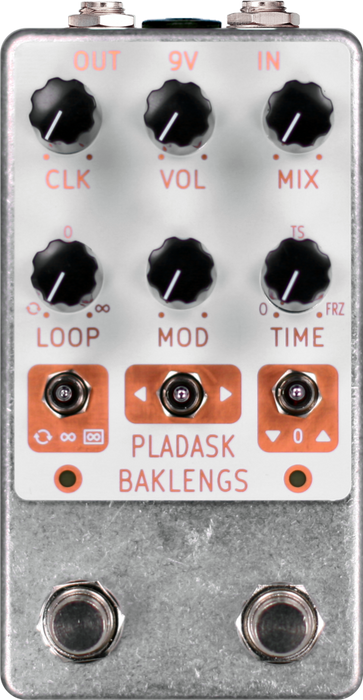 OUT 9V IN
CLK VOL MIX
0 TS
∞ 0 FRZ
LOOP MOD TIME
∞ 0
PLADASK
BAKLENGS